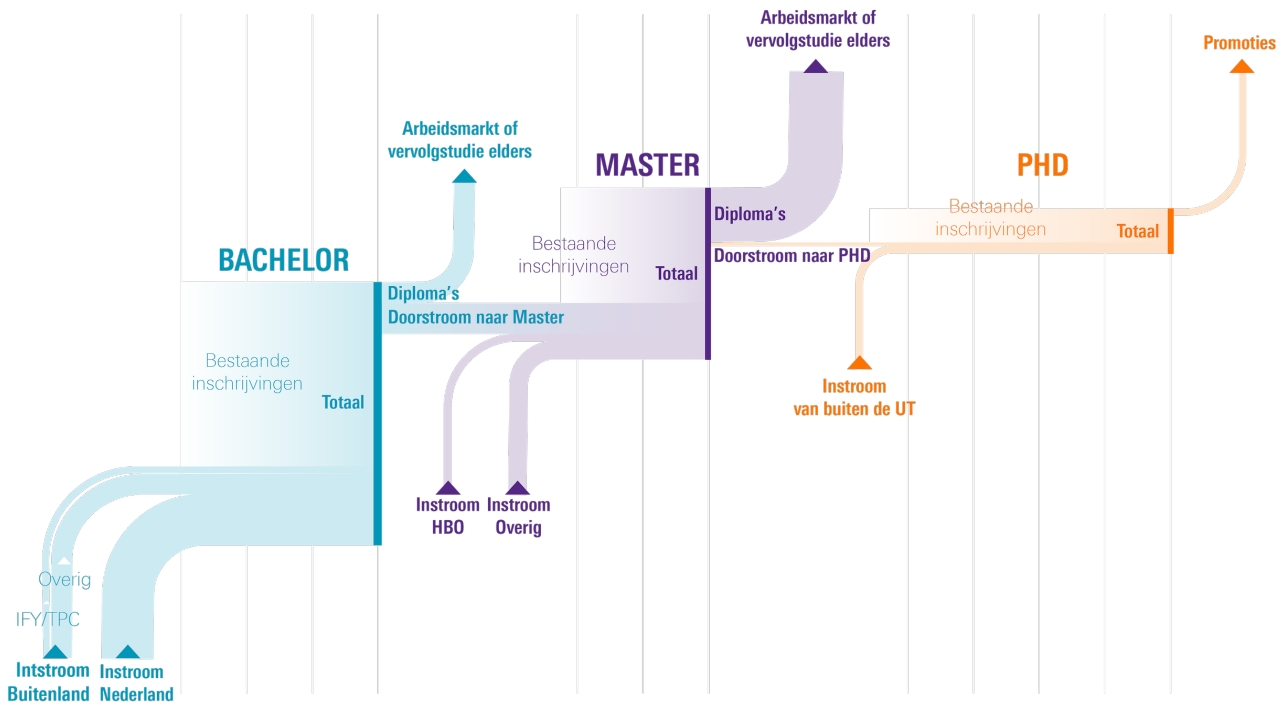 Arbeidsmarkt of
vervolgstudie elders
Promoties
Arbeidsmarkt of
vervolgstudie elders
MASTER
PHD
Diploma's
Bestaande
inschrijvingen
Totaal
Bestaande
inschrijvingen
Totaal
Doorstroom naar PHD
BACHELOR
Diploma's
Doorstroom naar Master
Bestaande
inschrijvingen
Totaal
Instroom
van buiten de UT
Instroom
HBO
Instroom
Overig
Overig
IFY/TPC
Intstroom
Buitenland
Instroom
Nederland